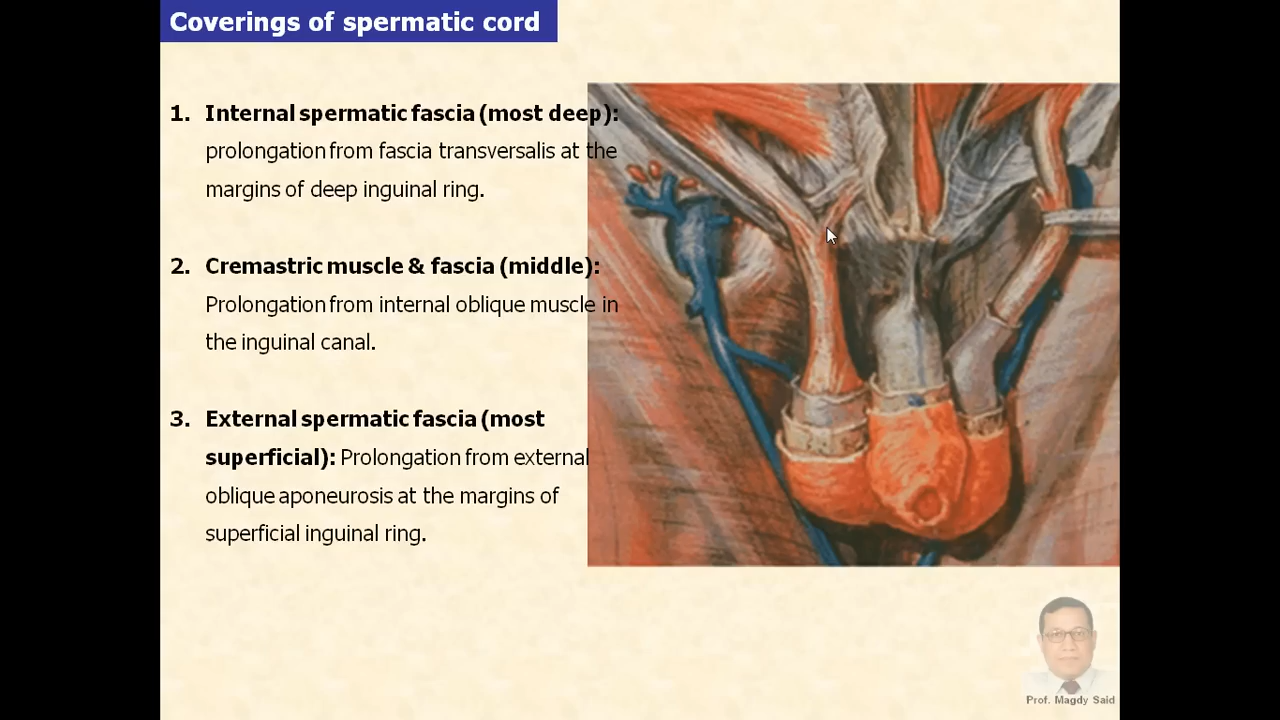 Coverings of spermatic cord
1. Internal spermatic fascia (most deep):
prolongation from fascia transversalis at the
margins of deep inguinal ring.
2. Cremastric muscle & fascia (middle):
Prolongation from internal oblique muscle in
the inguinal canal.
3. External spermatic fascia (most
superficial): Prolongation from external
oblique aponeurosis at the margins of
superficial inguinal ring.
Prof. Magdy Said